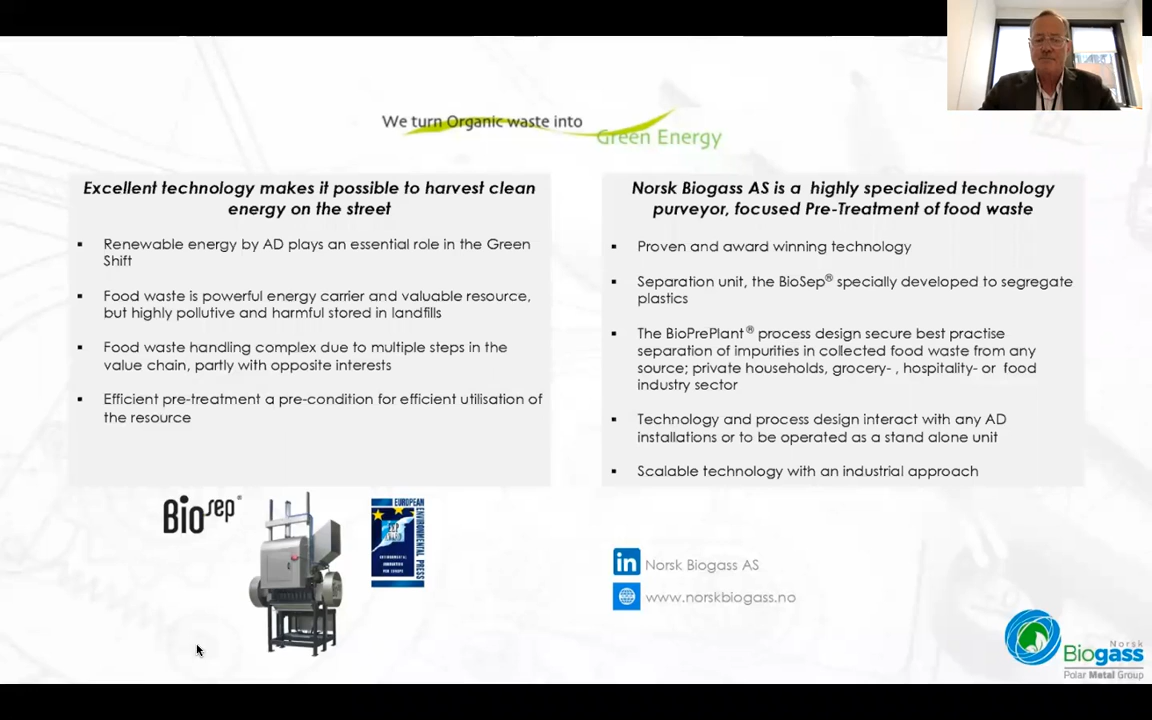 We turn Organic waste into
Green Energy
Excellent technology makes it possible to harvest clean
energy on the street
▪ Renewable energy by AD plays an essential role in the Green
Shift
▪ Food waste is powerful energy carrier and valuable resource,
but highly pollutive and harmful stored in landfills
▪ Food waste handling complex due to multiple steps in the
value chain, partly with opposite interests
▪ Efficient pre-treatment a pre-condition for efficient utilisation of
the resource
Norsk Biogass AS is a highly specialized technology
purveyor, focused Pre-Treatment of food waste
▪ Proven and award winning technology
▪ Separation unit, the BioSep® specially developed to segregate
plastics
▪ The BioPrePlant® process design secure best practise
separation of impurities in collected food waste from any
source; private households, grocery- , hospitality- or food
industry sector
▪ Technology and process design interact with any AD
installations or to be operated as a stand alone unit
▪ Scalable technology with an industrial approach
Biosep®
EUROPEAN
ENVIRONMENTAL PRESS
in Norsk Biogass AS
www.norskbiogass.no
Norsk
Biogass
Polar Metal Group